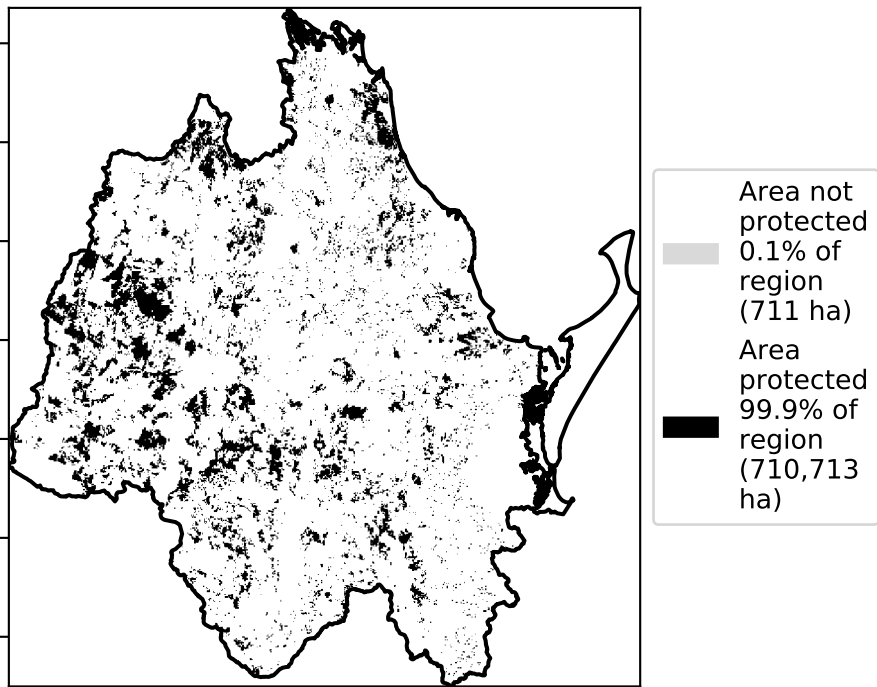 Area not
protected
0.1% of
region
(711 ha)
Area
protected
99.9% of
region
(710,713
ha)